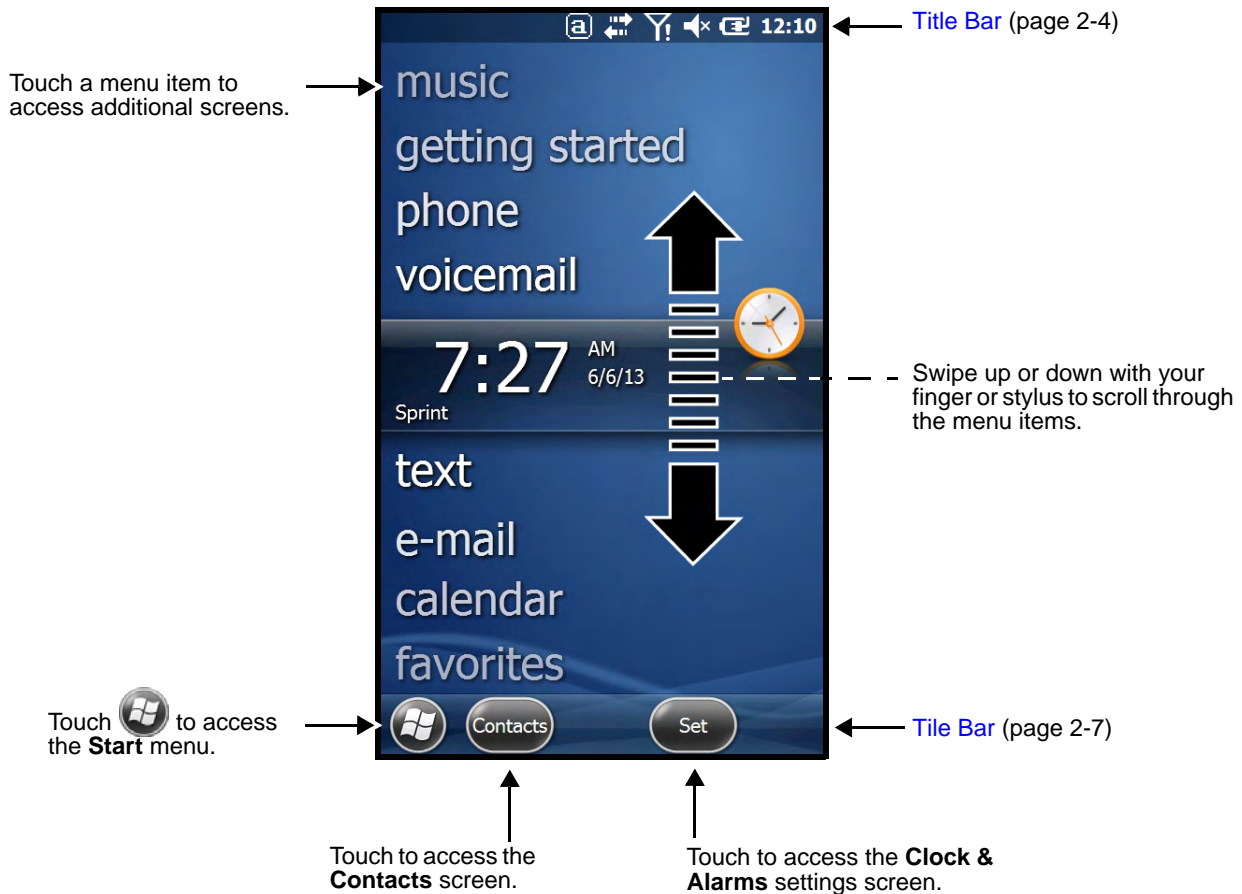 a 12:10
Title Bar (page 2-4)
Touch a menu item to
access additional screens.
music
getting started
phone
voicemail
7:27 AM
6/6/13
Sprint
Swipe up or down with your
finger or stylus to scroll through
the menu items.
text
e-mail
calendar
favorites
Touch to access
the Start menu.
Contacts
Set
Tile Bar (page 2-7)
Touch to access the
Contacts screen.
Touch to access the Clock &
Alarms settings screen.